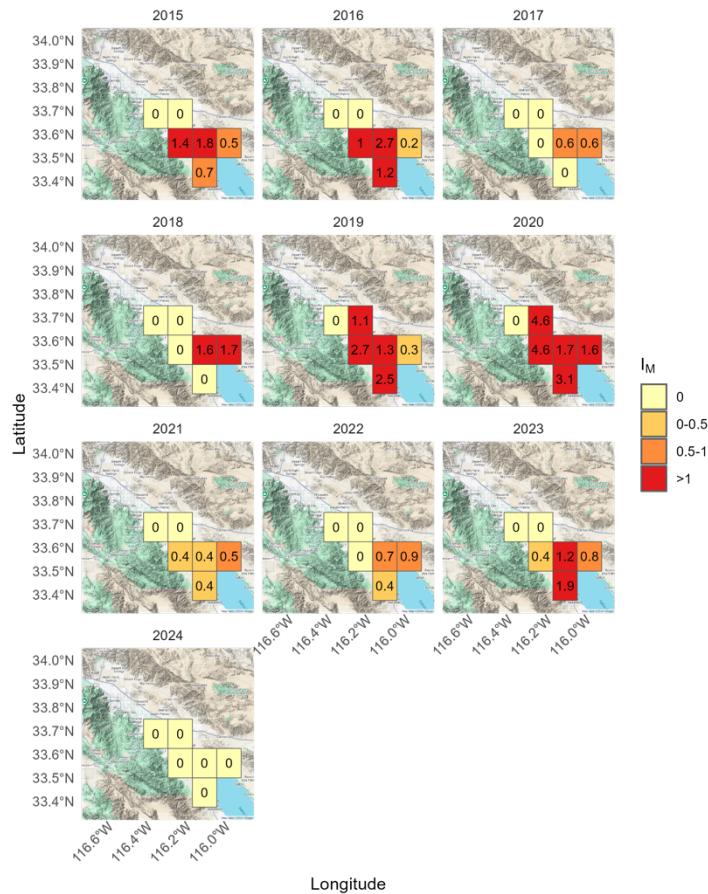 2015 2016 2017
34.0°N
33.9°N
33.8°N
33.7°N 0 0 0 0 0 0
33.6°N 1.4 1.8 0.5 1 2.7 0.2 0 0.6 0.6
33.5°N
33.4°N 0.7 1.2 0
2018 2019 2020
34.0°N
33.9°N
33.8°N
33.7°N 0 0 0 1.1 0 4.6
33.6°N 0 1.6 1.7 2.7 1.3 0.3 4.6 1.7 1.6
33.5°N
33.4°N 0 2.5 3.1
I_M
0
0-0.5
0.5-1
>1
Latitude
2021 2022 2023
34.0°N
33.9°N
33.8°N
33.7°N 0 0 0 0 0 0
33.6°N 0.4 0.4 0.5 0 0.7 0.9 0.4 1.2 0.8
33.5°N
33.4°N 0.4 0.4 1.9
116.6°W 116.4°W 116.2°W 116.0°W 116.6°W 116.4°W 116.2°W 116.0°W
2024
34.0°N
33.9°N
33.8°N
33.7°N 0 0
33.6°N 0 0 0
33.5°N
33.4°N 0
116.6°W 116.4°W 116.2°W 116.0°W
Longitude